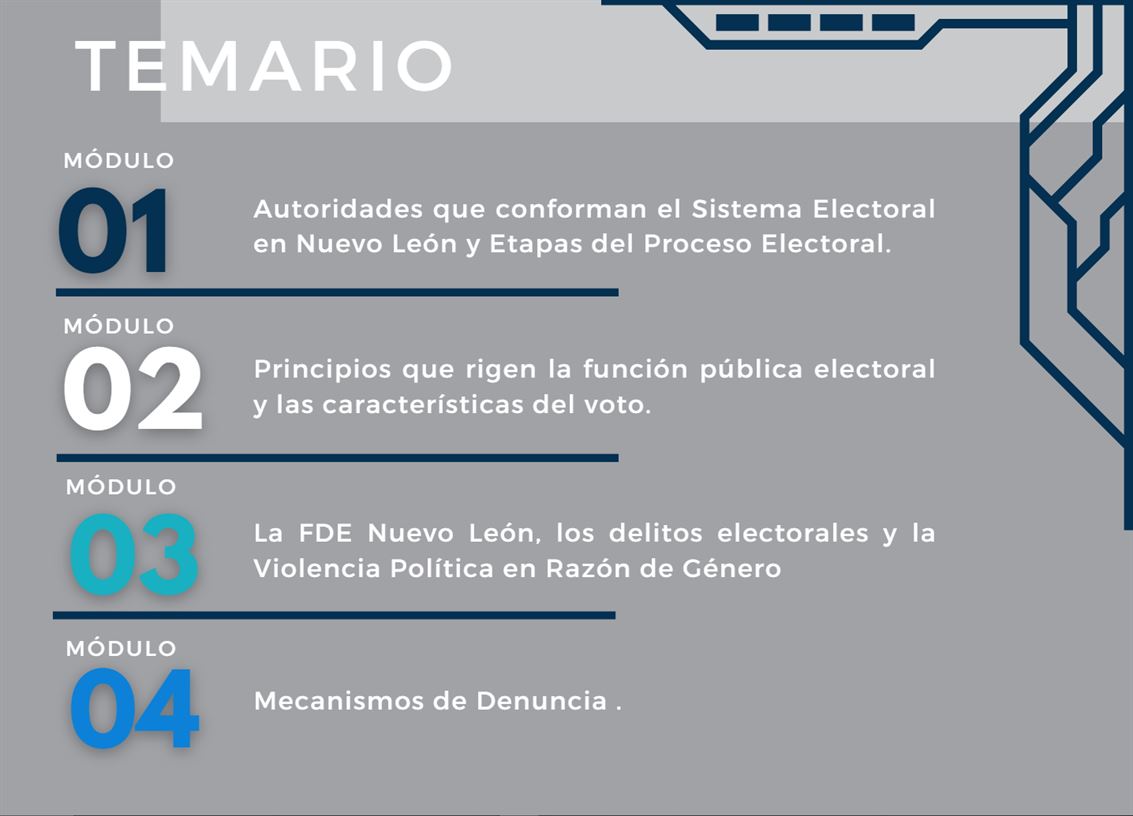 TEMARIO
MÓDULO
01
Autoridades que conforman el Sistema Electoral
en Nuevo León y Etapas del Proceso Electoral.
MÓDULO
02
Principios que rigen la función pública electoral
y las características del voto.
MÓDULO
03
La FDE Nuevo León, los delitos electorales y la
Violencia Política en Razón de Género
MÓDULO
04
Mecanismos de Denuncia .